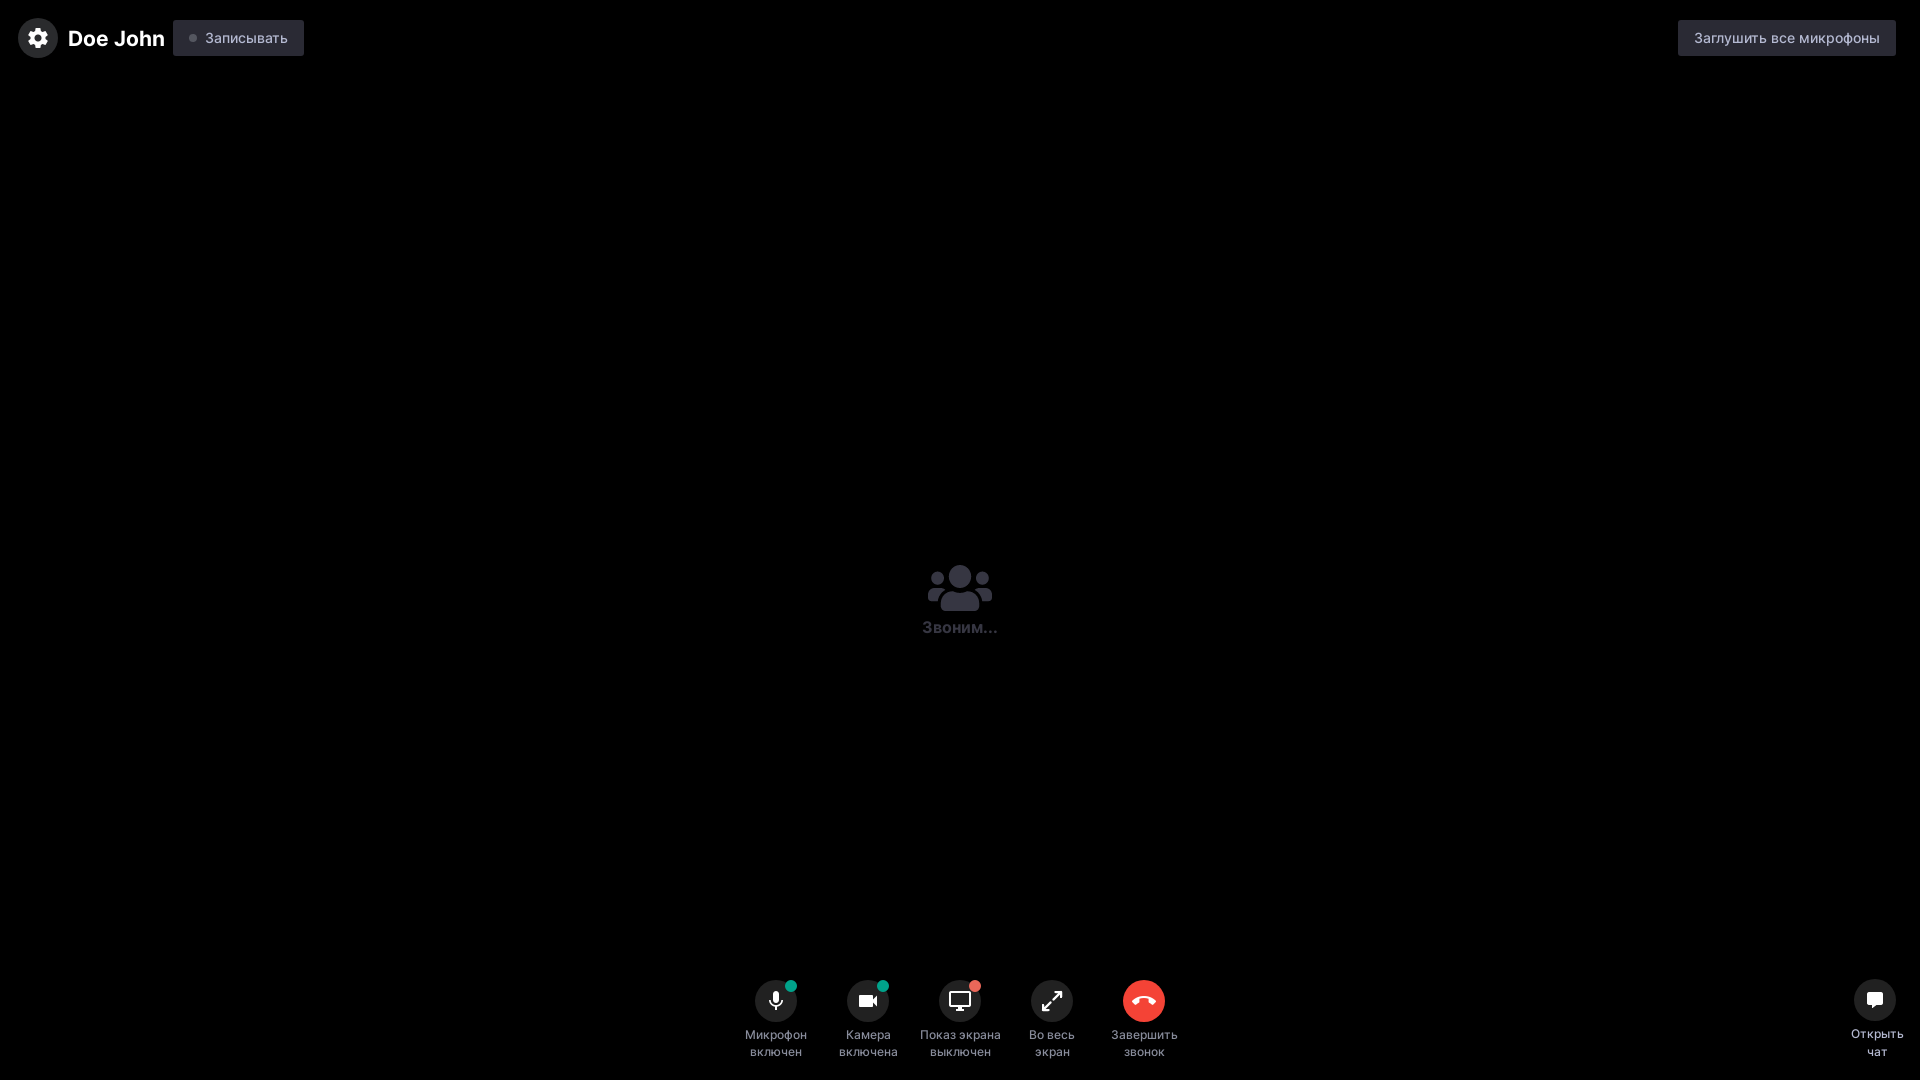 Doe John
Записывать
Заглушить все микрофоны
Звоним...
Микрофон
включен
Камера
включена
Показ экрана
выключен
Во весь
экран
Завершить
звонок
Открыть
чат